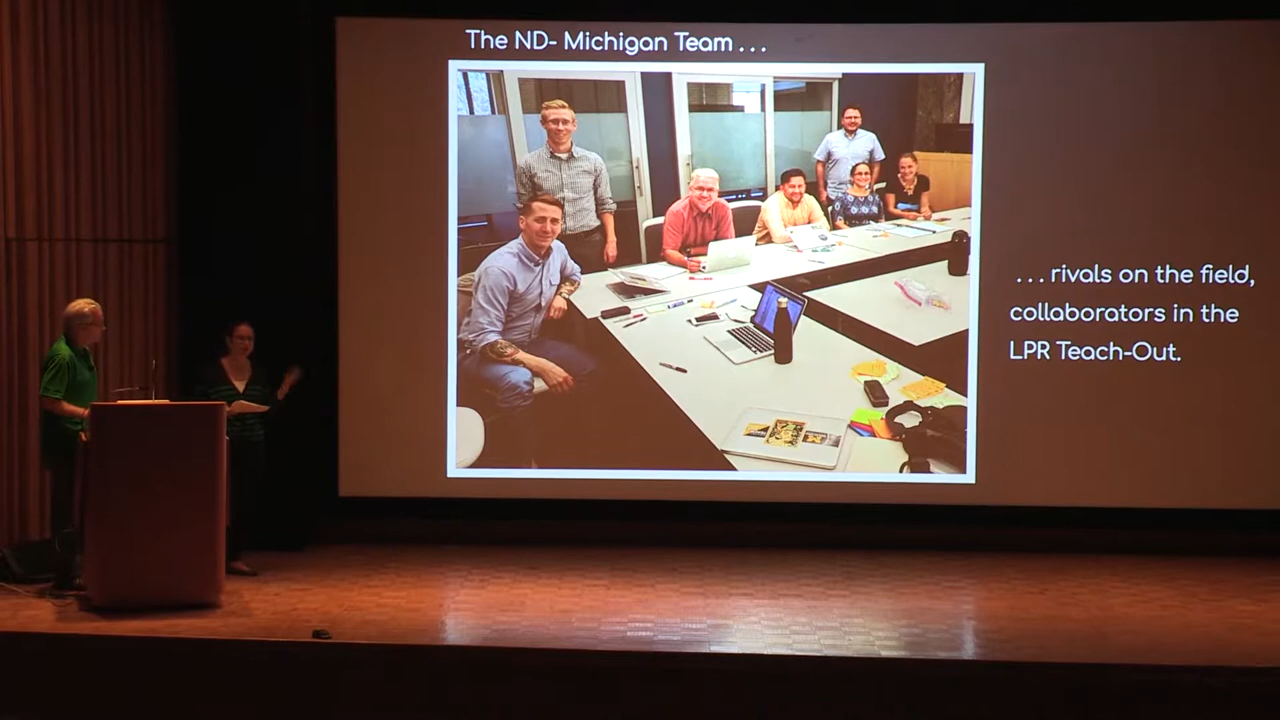 The ND- Michigan Team . . .
. . . rivals on the field,
collaborators in the
LPR Teach-Out.